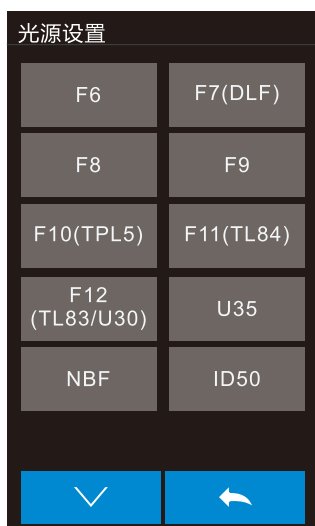 光源设置
F6
F7(DLF)
F8
F9
F10(TPL5)
F11(TL84)
F12
(TL83/U30)
U35
NBF
ID50